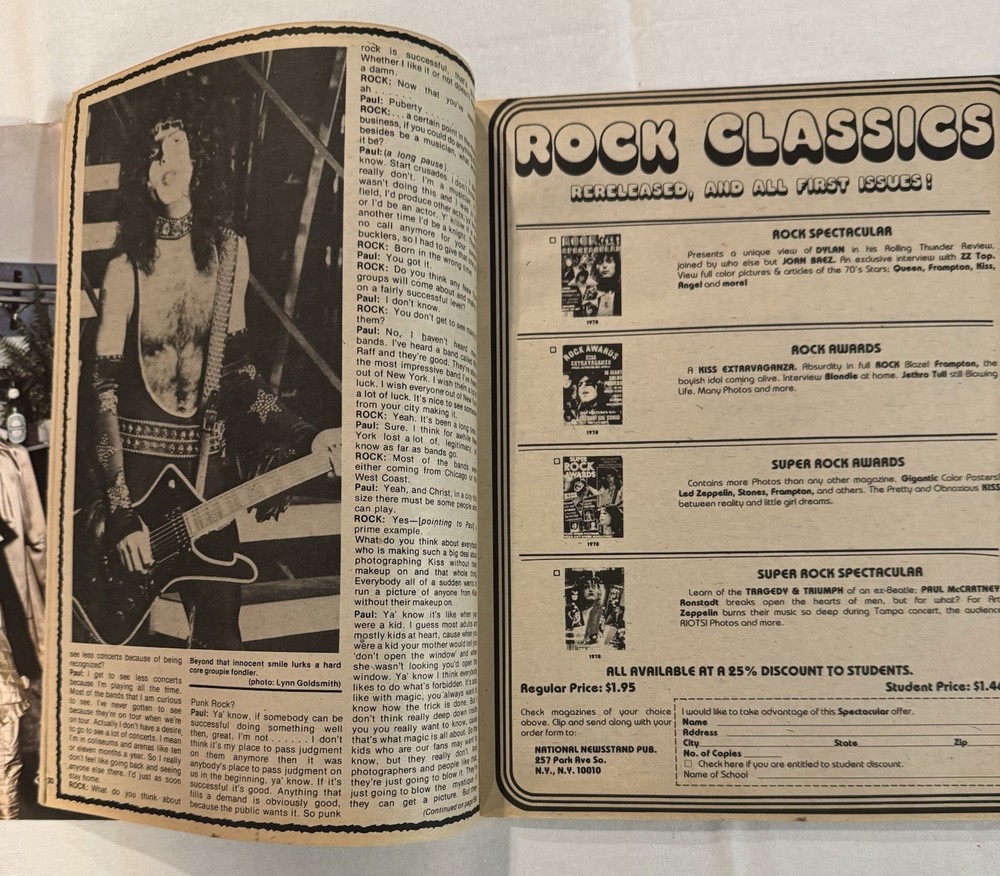 see less concerts because of being
recognized?
Paul: I get to see less concerts
because I'm playing all the time.
Most of the bands that I am curious
to see. I've never gotten to see
because they're on tour when we're
on tour. Actually I don't have a desire
to go to see a lot of concerts. I mean
I'm in coliseums and arenas like ten
or eleven months a year. So I really
don't feel like going back and seeing
anyone else there. I'd just as soon
stay home.
ROCK: What do you think about
Beyond that innocent smile lurks a hard
core groupie fondler.
(photo: Lynn Goldsmith)
Punk Rock?
Paul: Ya' know, if somebody can be
successful doing something well
then, great. I'm not ....... I don't
think it's my place to pass judgment
on them anymore then it was
anybody's place to pass judgment on
us in the beginning, ya' know. If it's
successful it's good. Anything that
fills a demand is obviously good,
because the public wants it. So punk
rock is successful, that's
Whether I like it or not doesn't
a damn.
ROCK: Now that you've
ah .......
Paul: Puberty
ROCK: ... a certain point in the
business, if you could do anything
besides be a musician, what
it be?
Paul: (a long pause)
know. Start crusades I don't
really don't. I'm a musician
wasn't doing this and I was
field, I'd produce other acts, ya'
or I'd be an actor. Y' know,
another time I'd be a knight
no call anymore for your
bucklers, so I had to give that
ROCK: Born in the wrong time
Paul: You got it.
ROCK: Do you think any New
groups will come about and make
on a fairly successful level?
Paul: I don't know.
ROCK: You don't get to see many
them?
Paul: No, I haven't heard
bands. I've heard a band called
Raff and they're good. They're
the most impressive band I've
out of New York. I wish them
luck. I wish everyone out of New
a lot of luck. It's nice to see some
from your city making it.
ROCK: Yeah. It's been a long
Paul: Sure. I think for awhile
York lost a lot of, legitimacy,
know as far as bands go.
ROCK: Most of the bands
either coming from Chicago or
West Coast.
Paul: Yeah, and Christ, in a city
size there must be some people
can play.
ROCK: Yes—[pointing to Paul]
prime example.
What do you think about everybody
who is making such a big deal about
photographing Kiss without the
makeup on and that whole
Everybody all of a sudden wants
run a picture of anyone from Kiss
without their makeup on.
Paul: Ya' know it's like when you
were a kid. I guess most adults are
mostly kids at heart, cause when you
were a kid your mother would tell you
'don't open the window' and when
she wasn't looking you'd open the
window. Ya' know I think everybody
likes to do what's forbidden. It's
like with magic, you always want to
know how the trick is done. But
don't think really deep down inside
you you really want to know, cause
that's what magic is all about. So the
kids who are our fans may want to
know, but they really don't.
photographers and people like that
they're just going to blow it. They're
just going to blow the mystique
they can get a picture. But the
(Continued on page
ROCK CLASSICS
RERELEASED, AND ALL FIRST ISSUES!
ROCK SPECTACULAR
Presents a unique view of DYLAN in his Rolling Thunder Review,
joined by who else but JOAN BAEZ. An exclusive interview with ZZ Top.
View full color pictures & articles of the 70's Stars; Queen, Frampton, Kiss,
Angel and more!
1978
ROCK AWARDS
A KISS EXTRAVAGANZA. Absurdity in full ROCK Blaze! Frampton, the
boyish idol coming alive. Interview Blondie at home. Jethro Tull still Blowing
Life. Many Photos and more.
ROCK AWARDS
KISS
EXTRAVAGANZA
1978
SUPER ROCK AWARDS
Contains more Photos than any other magazine. Gigantic Color Posters!
Led Zeppelin, Stones, Frampton, and others. The Pretty and Obnoxious KISS
between reality and little girl dreams.
SUPER
ROCK
AWARDS
1978
SUPER ROCK SPECTACULAR
Learn of the TRAGEDY & TRIUMPH of an ex-Beatle: PAUL McCARTNEY
Ronstadt breaks open the hearts of men, but for what? For Art
Zeppelin burns their music so deep during Tampa concert, the audience
RIOTS! Photos and more.
1978
ALL AVAILABLE AT A 25% DISCOUNT TO STUDENTS.
Regular Price: $1.95
Student Price: $1.46
Check magazines of your choice
above. Clip and send along with your
order form to:
NATIONAL NEWSSTAND PUB.
257 Park Ave So.
N.Y., N.Y. 10010
I would like to take advantage of this Spectacular offer.
Name
Address
City State Zip
No. of Copies
Check here if you are entitled to student discount.
Name of School